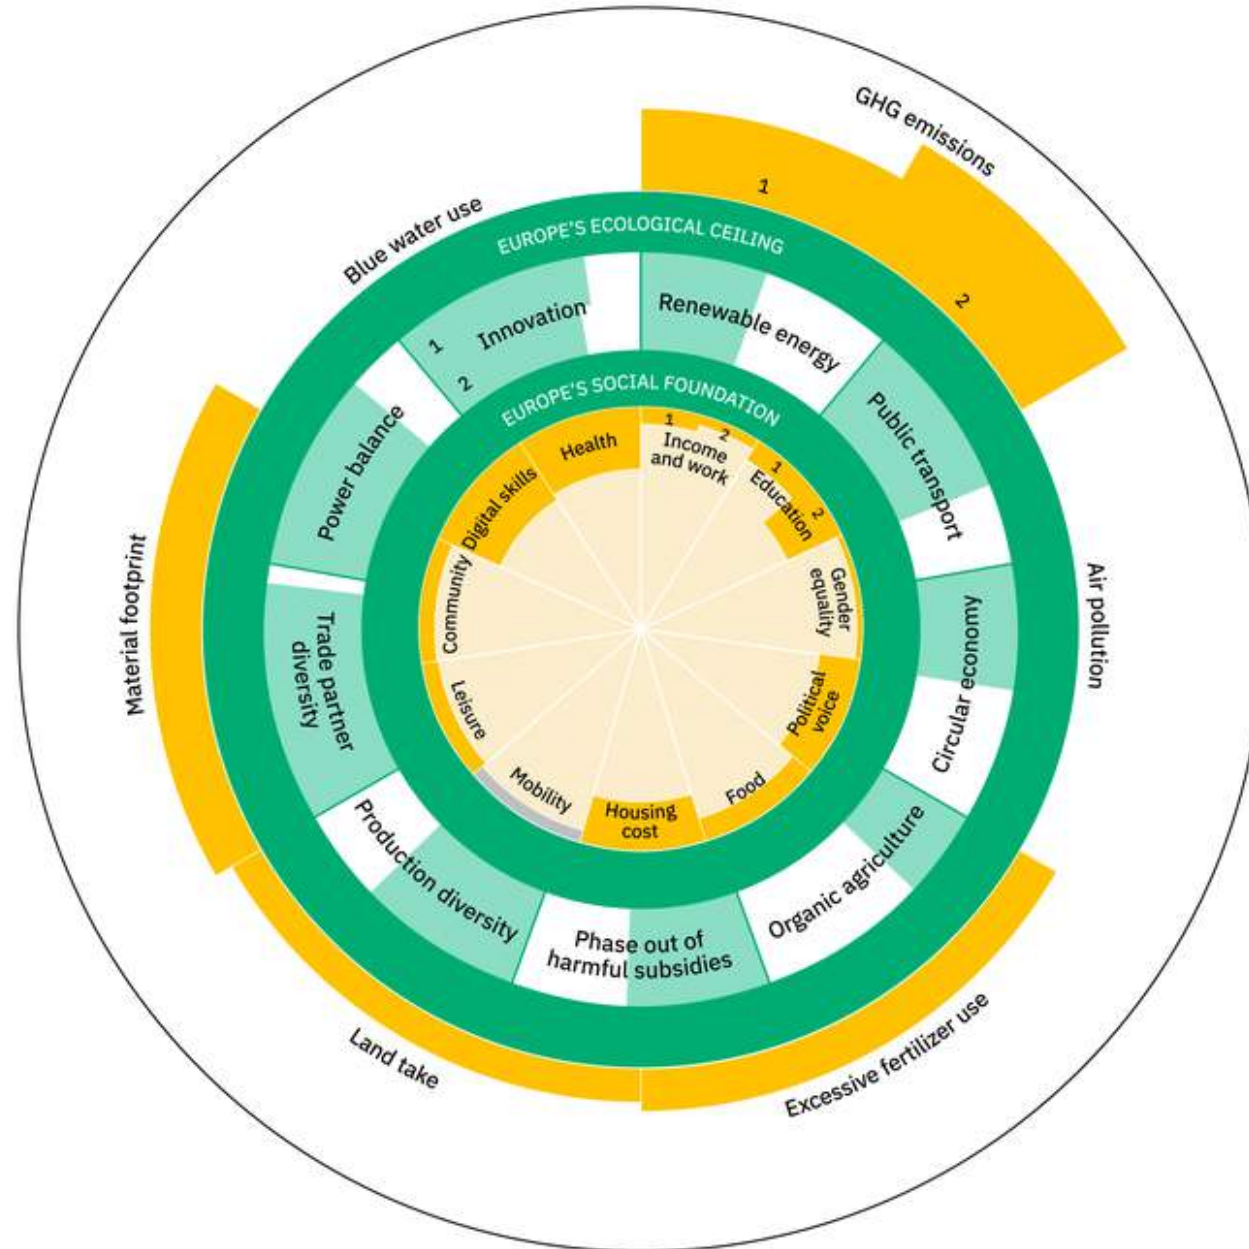 GHG emissions
1
2
Air pollution
Excessive fertilizer use
Land take
Material footprint
Blue water use
EUROPE'S ECOLOGICAL CEILING
Renewable energy
Public transport
Circular economy
Organic agriculture
Phase out of
harmful subsidies
Production diversity
Trade partner
diversity
Power balance
1
2
Innovation
EUROPE'S SOCIAL FOUNDATION
1
2
Income
and work
1
2
Education
Gender
equality
Political
voice
Food
Housing
cost
Mobility
Leisure
Community
Digital skills
Health